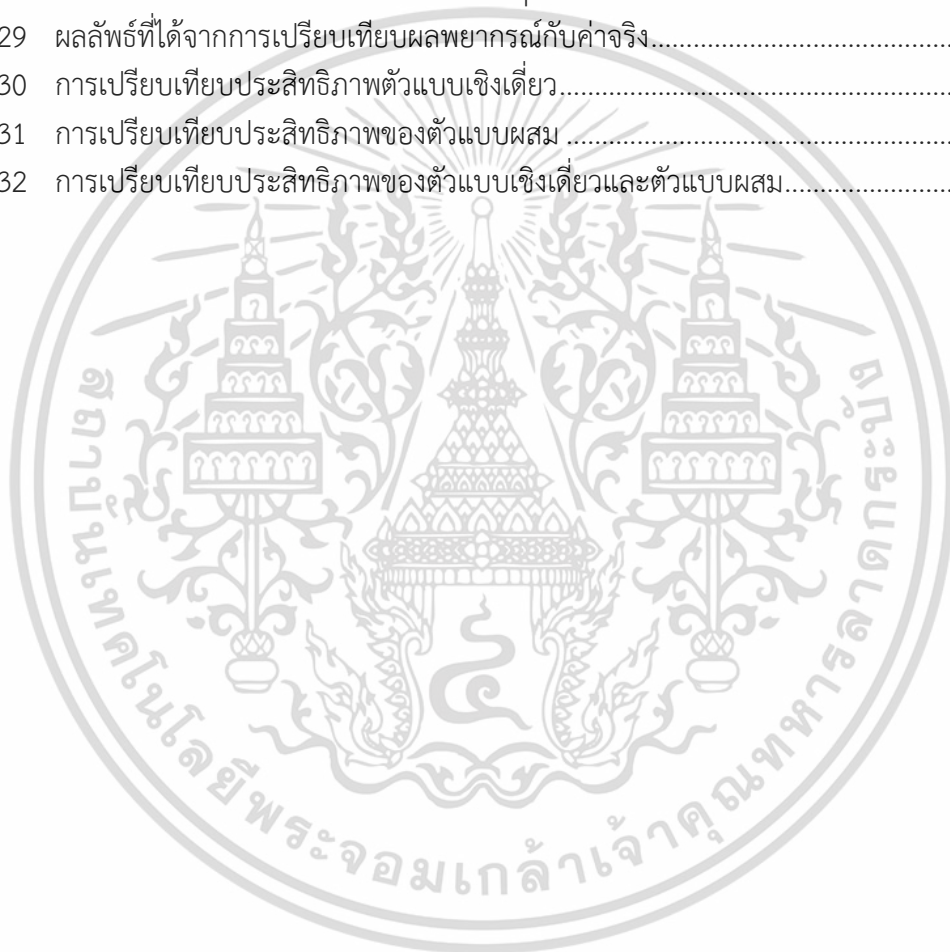 29 ผลลัพธ์ที่ได้จากการเปรียบเทียบผลพยากรณ์กับค่าจริง
30 การเปรียบเทียบประสิทธิภาพตัวแบบเชิงเดี่ยว
31 การเปรียบเทียบประสิทธิภาพของตัวแบบผสม
32 การเปรียบเทียบประสิทธิภาพของตัวแบบเชิงเดี่ยวและตัวแบบผสม
สถาบันเทคโนโลยีพระจอมเกล้าเจ้าคุณทหารลาดกระบัง